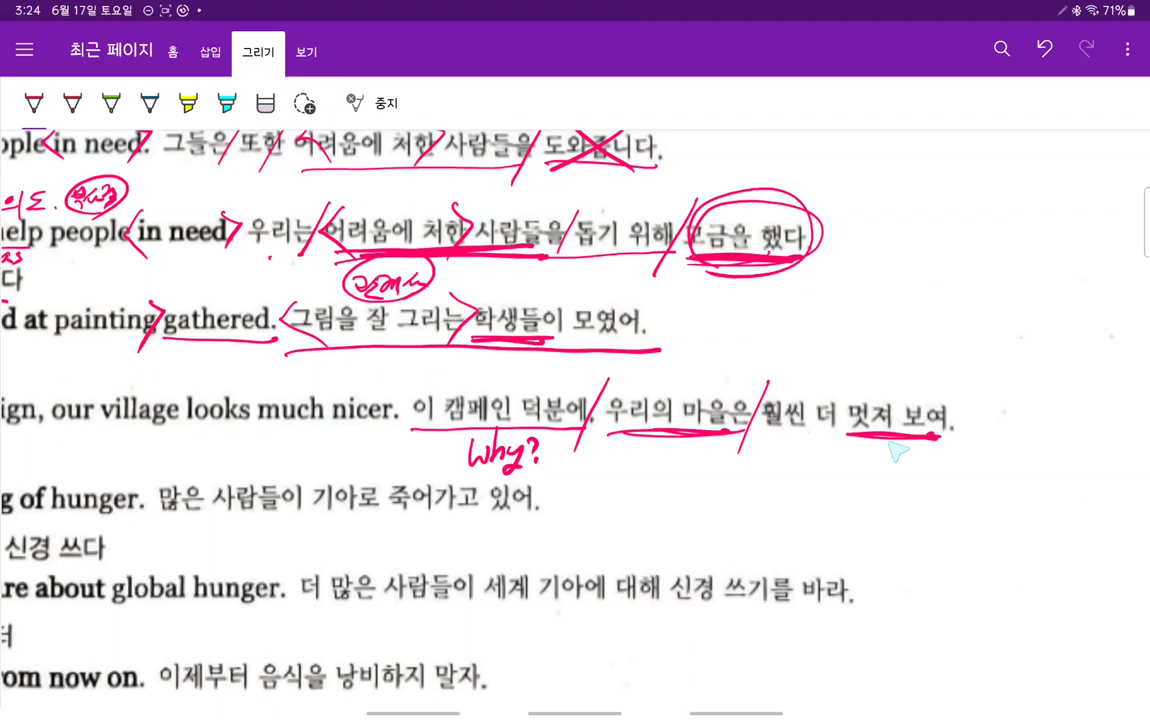 3:24 6월 17일 토요일 71%
최근 페이지 홈 삽입 그리기 보기
중지
ople in need. 그들은 또한 어려움에 처한 사람들을 도와줍니다.
의도. 부사절
help people in need 우리는 어려움에 처한 사람들을 돕기 위해 모금을 했다
다 관계사
d at painting gathered. 그림을 잘 그리는 학생들이 모였어.
ign, our village looks much nicer. 이 캠페인 덕분에, 우리의 마을은 훨씬 더 멋져 보여.
why?
g of hunger. 많은 사람들이 기아로 죽어가고 있어.
신경 쓰다
re about global hunger. 더 많은 사람들이 세계 기아에 대해 신경 쓰기를 바라.
터
om now on. 이제부터 음식을 낭비하지 말자.